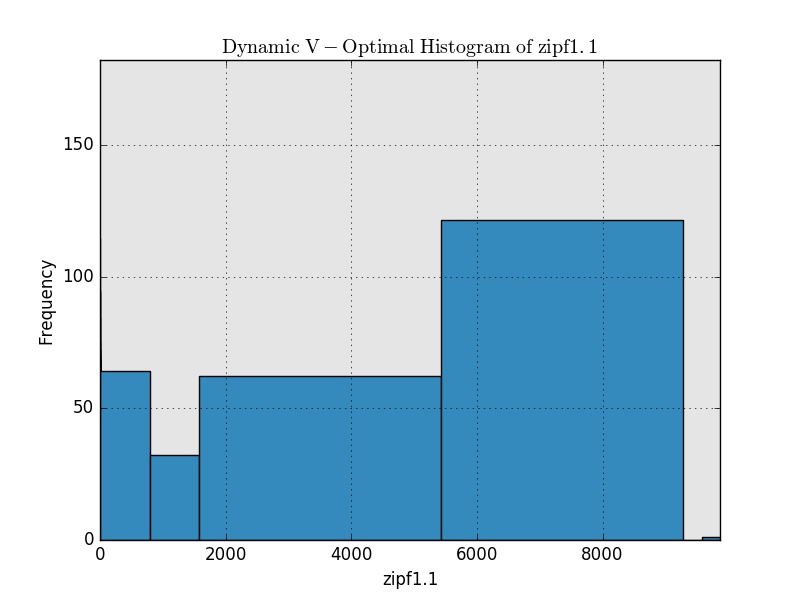 Dynamic V − Optimal Histogram of zipf1.1
150
100
50
0
Frequency
0 2000 4000 6000 8000
zipf1.1